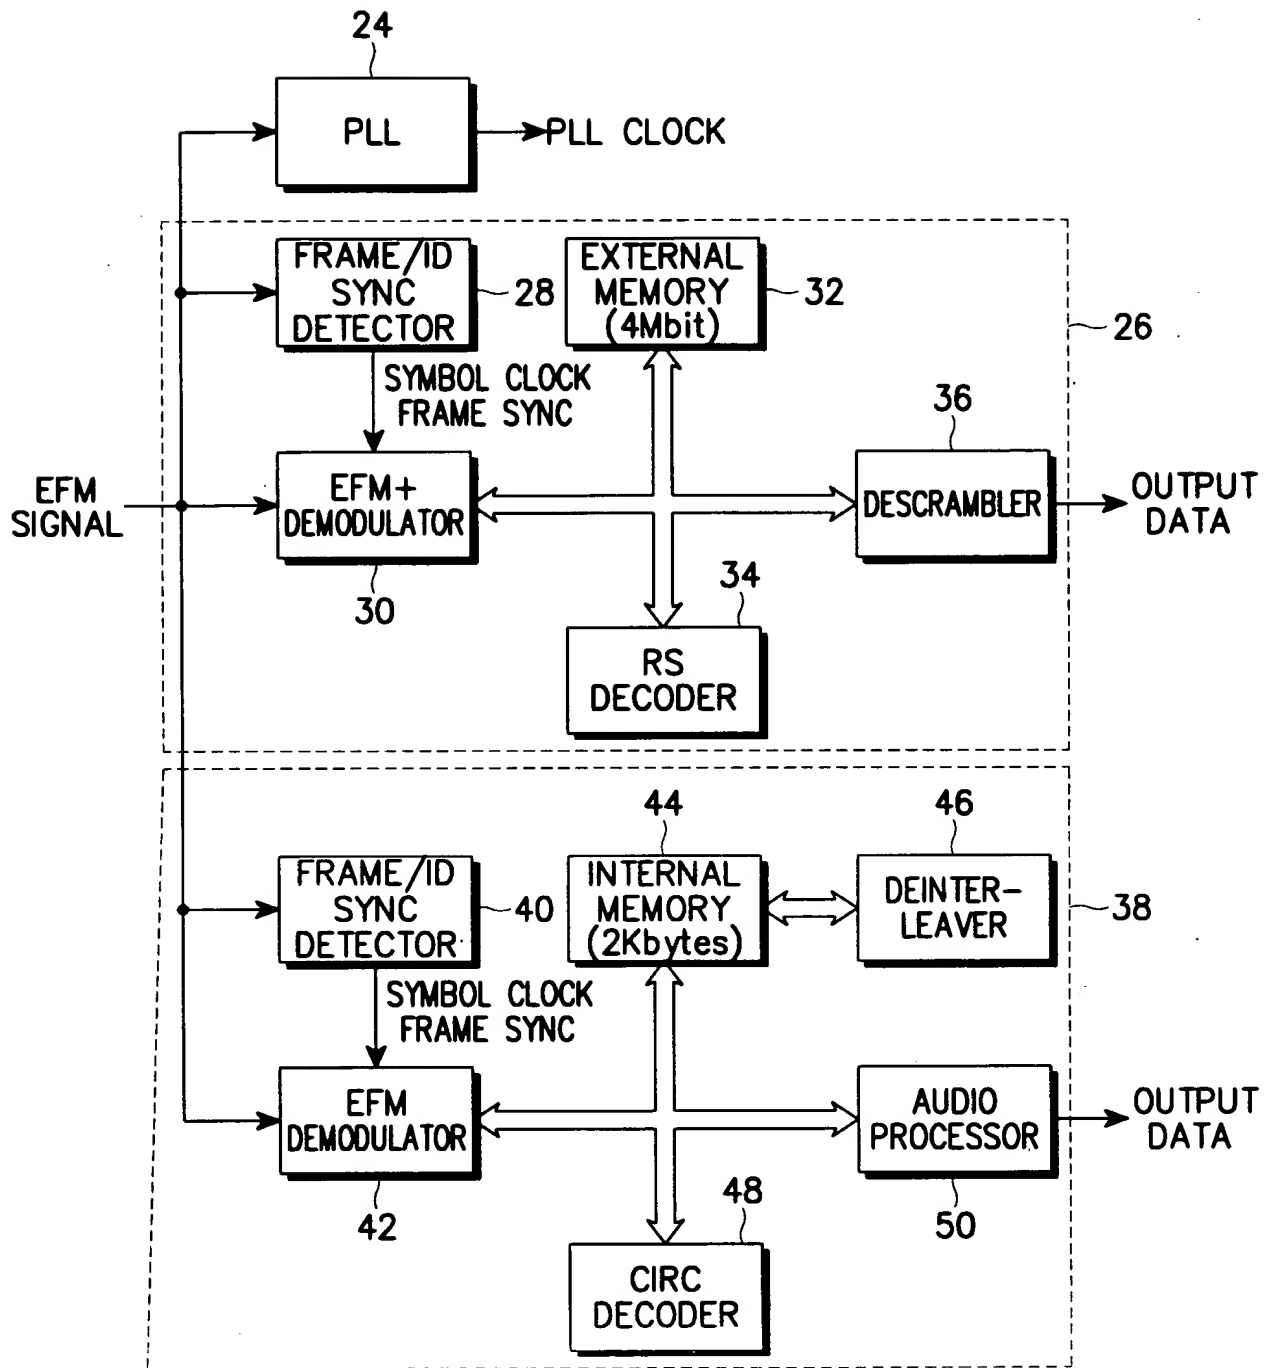 24
PLL
PLL CLOCK
FRAME/ID
SYNC
DETECTOR
28
EXTERNAL
MEMORY
(4Mbit)
32
26
SYMBOL CLOCK
FRAME SYNC
36
EFM
SIGNAL
EFM+
DEMODULATOR
30
DESCRAMBLER
OUTPUT
DATA
34
RS
DECODER
44
46
FRAME/ID
SYNC
DETECTOR
40
INTERNAL
MEMORY
(2Kbytes)
DEINTER-
LEAVER
38
SYMBOL CLOCK
FRAME SYNC
EFM
DEMODULATOR
42
AUDIO
PROCESSOR
50
OUTPUT
DATA
48
CIRC
DECODER